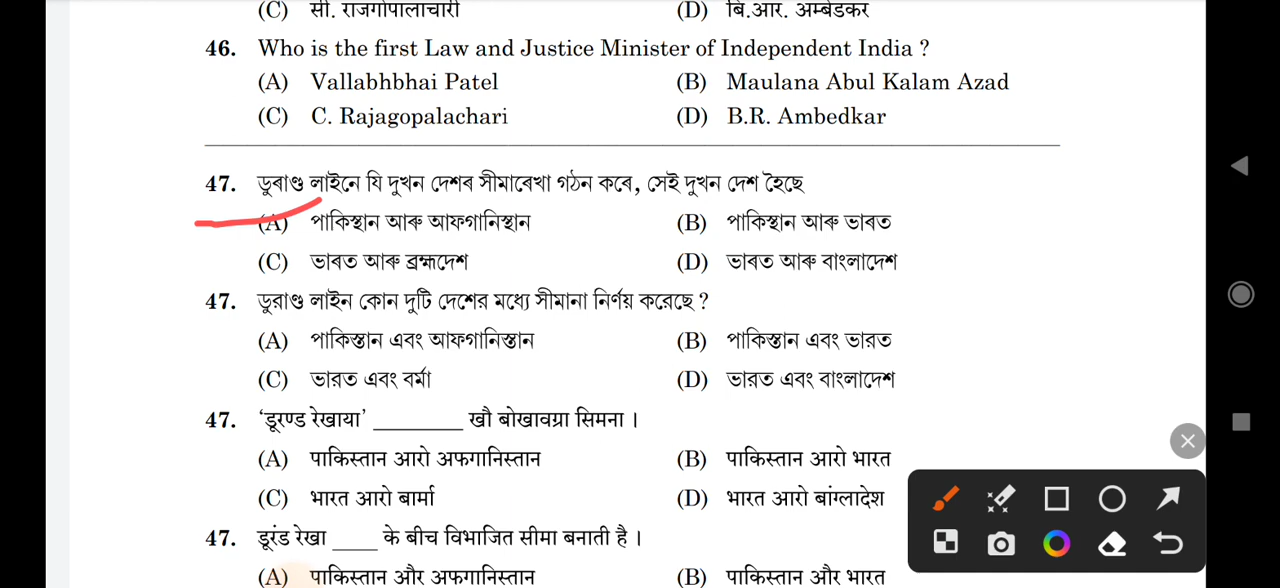 (C) सी. राजगोपालाचारी (D) बि.आर. अम्बेडकर
46. Who is the first Law and Justice Minister of Independent India ?
(A) Vallabhbhai Patel (B) Maulana Abul Kalam Azad
(C) C. Rajagopalachari (D) B.R. Ambedkar
47. ডুৰাণ্ড লাইনে যি দুখন দেশৰ সীমাৰেখা গঠন কৰে, সেই দুখন দেশ হৈছে
(A) পাকিস্থান আৰু আফগানিস্থান (B) পাকিস্থান আৰু ভাৰত
(C) ভাৰত আৰু ব্ৰহ্মদেশ (D) ভাৰত আৰু বাংলাদেশ
47. ডুরাণ্ড লাইন কোন দুটি দেশের মধ্যে সীমানা নির্ণয় করেছে ?
(A) পাকিস্তান এবং আফগানিস্তান (B) পাকিস্তান এবং ভারত
(C) ভারত এবং বর্মা (D) ভারত এবং বাংলাদেশ
47. ‘डूरण्ड रेखाया’ ________ खौ बोखावग्रा सिमना ।
(A) पाकिस्तान आरो अफगानिस्तान (B) पाकिस्तान आरो भारत
(C) भारत आरो बार्मा (D) भारत आरो बांग्लादेश
47. डूरंड रेखा ____ के बीच विभाजित सीमा बनाती है ।
(A) पाकिस्तान और अफगानिस्तान (B) पाकिस्तान और भारत